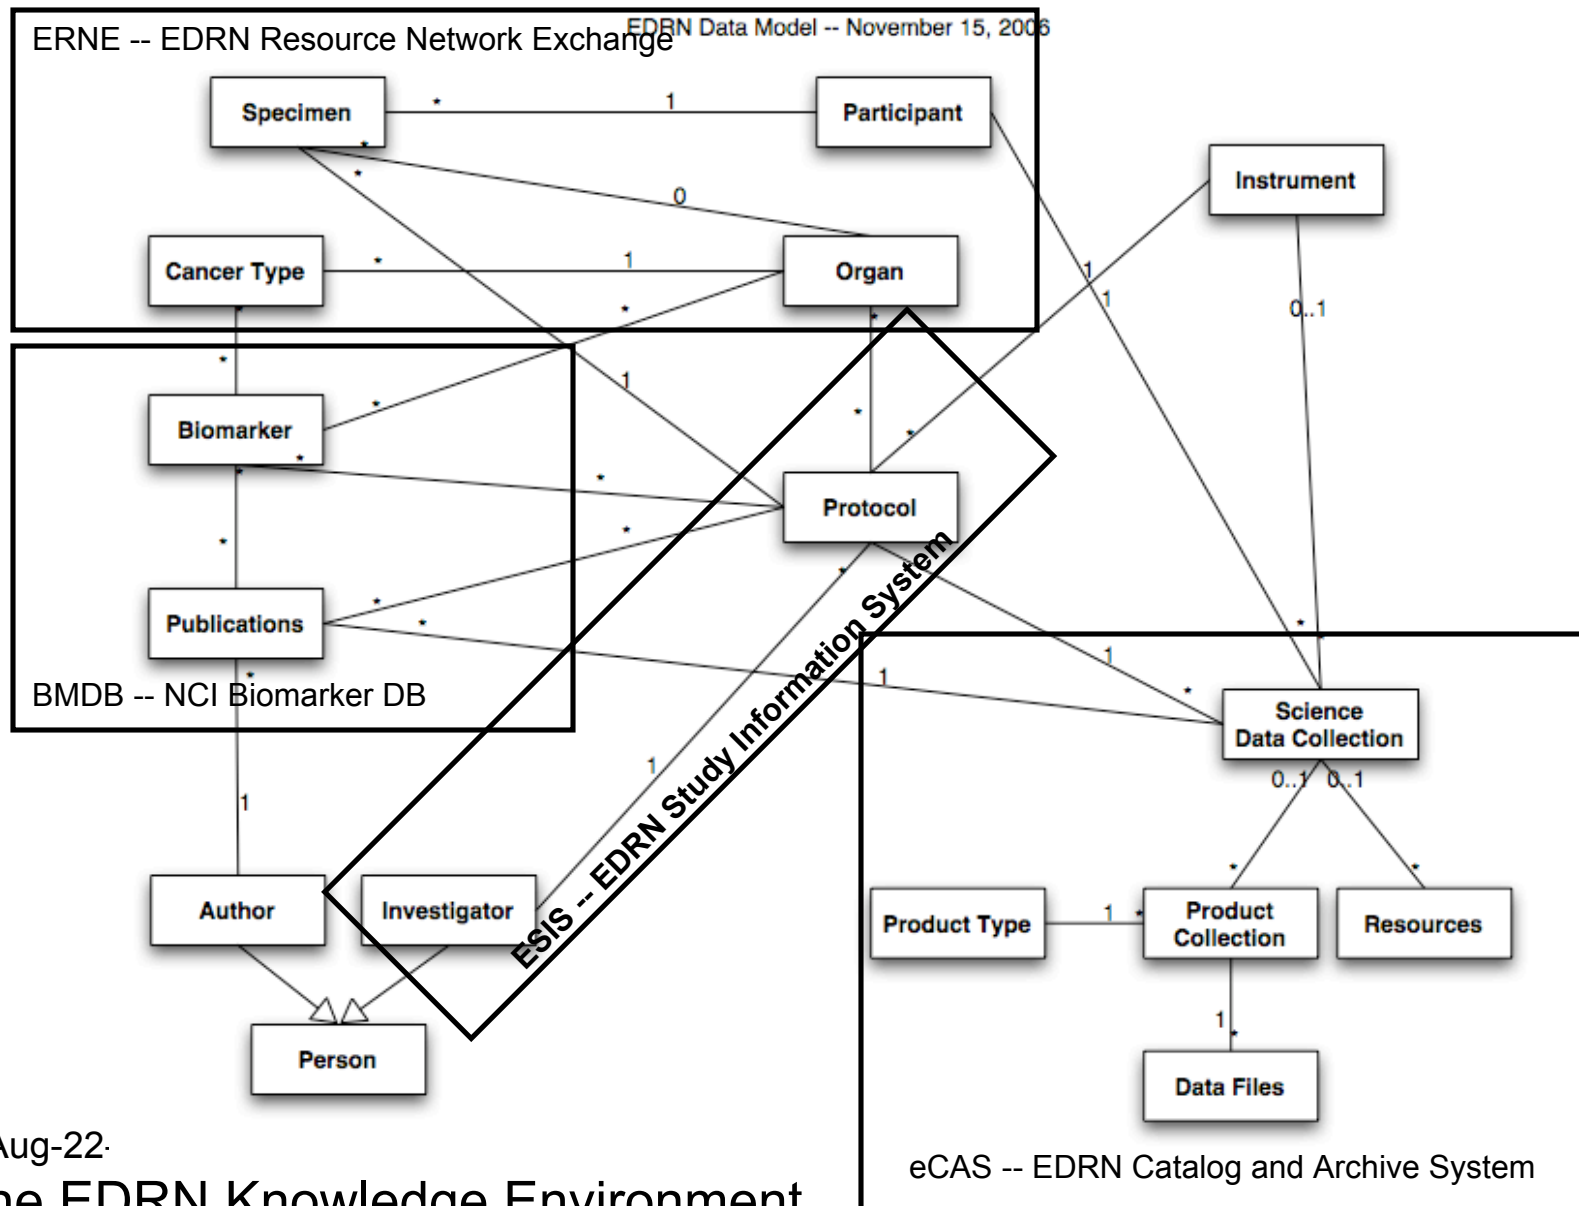 EDRN Data Model -- November 15, 2006
ERNE -- EDRN Resource Network Exchange
Specimen
* 1
Participant
*
*
0
Instrument
Cancer Type
* 1
Organ
1
1
0..1
*
*
*
*
1
*
*
*
Biomarker
*
*
*
*
Protocol
*
*
*
*
*
*
Publications
*
1
*
1
BMDB -- NCI Biomarker DB
ESIS -- EDRN Study Information System
Science
Data Collection
0..1 0..1
1
1
*
*
Author
Investigator
Product Type
1 *
Product
Collection
Resources
1
*
Person
Data Files
Aug-22
he EDRN Knowledge Environment
eCAS -- EDRN Catalog and Archive System